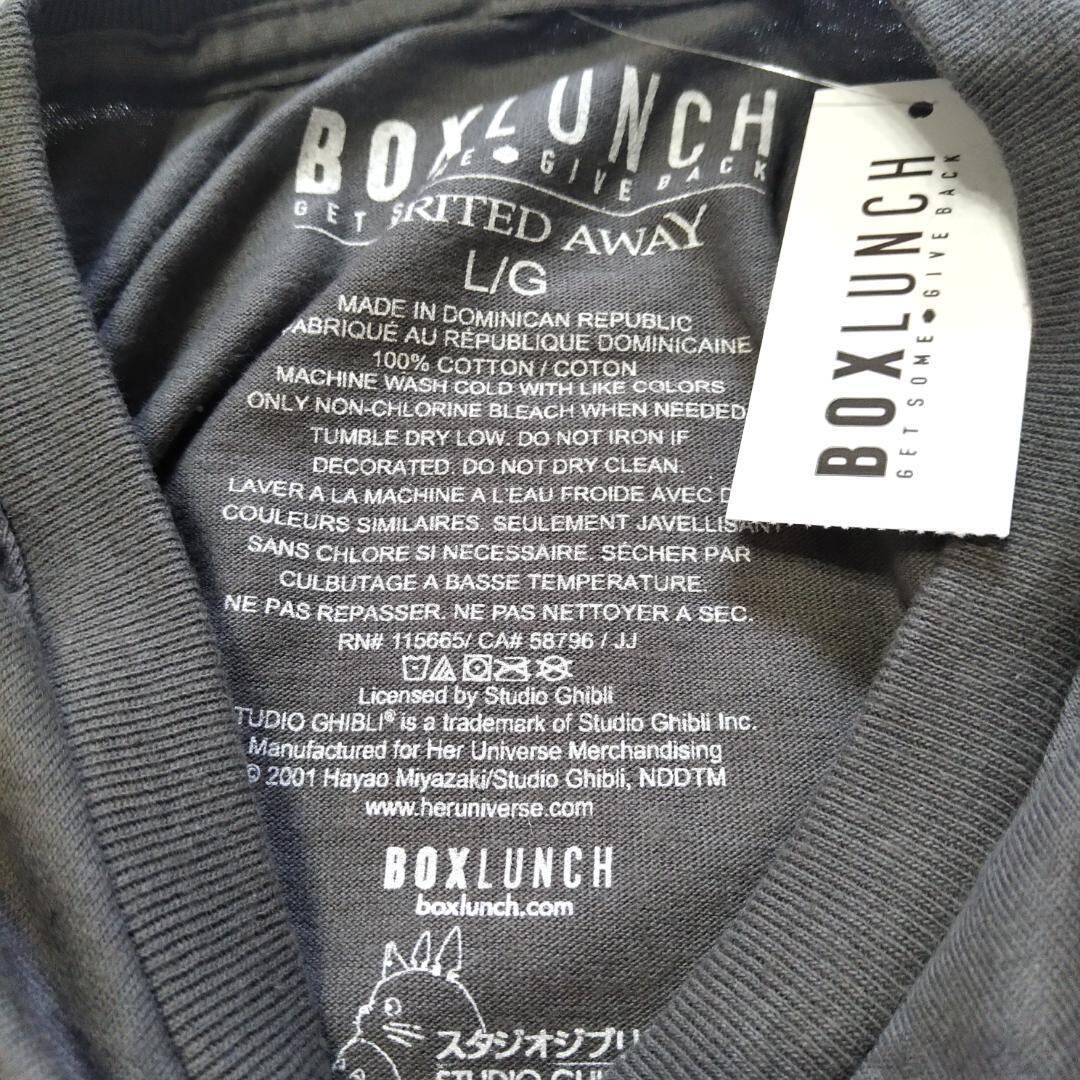 BOXLUNCH
GET GIVE BACK
SPIRITED AWAY
L/G
MADE IN DOMINICAN REPUBLIC
FABRIQUÉ AU RÉPUBLIQUE DOMINICAINE
100% COTTON / COTON
MACHINE WASH COLD WITH LIKE COLORS
ONLY NON-CHLORINE BLEACH WHEN NEEDED
TUMBLE DRY LOW. DO NOT IRON IF
DECORATED. DO NOT DRY CLEAN.
LAVER A LA MACHINE A L'EAU FROIDE AVEC
COULEURS SIMILAIRES. SEULEMENT JAVELLISANT
SANS CHLORE SI NECESSAIRE. SÉCHER PAR
CULBUTAGE A BASSE TEMPERATURE.
NE PAS REPASSER. NE PAS NETTOYER A SEC.
RN# 115665/ CA# 58796 / JJ
Licensed by Studio Ghibli
STUDIO GHIBLI® is a trademark of Studio Ghibli Inc.
Manufactured for Her Universe Merchandising
© 2001 Hayao Miyazaki/Studio Ghibli, NDDTM
www.heruniverse.com
BOXLUNCH
boxlunch.com
スタジオジブリ
STUDIO
BOXLUNCH
GET SOME GIVE BACK